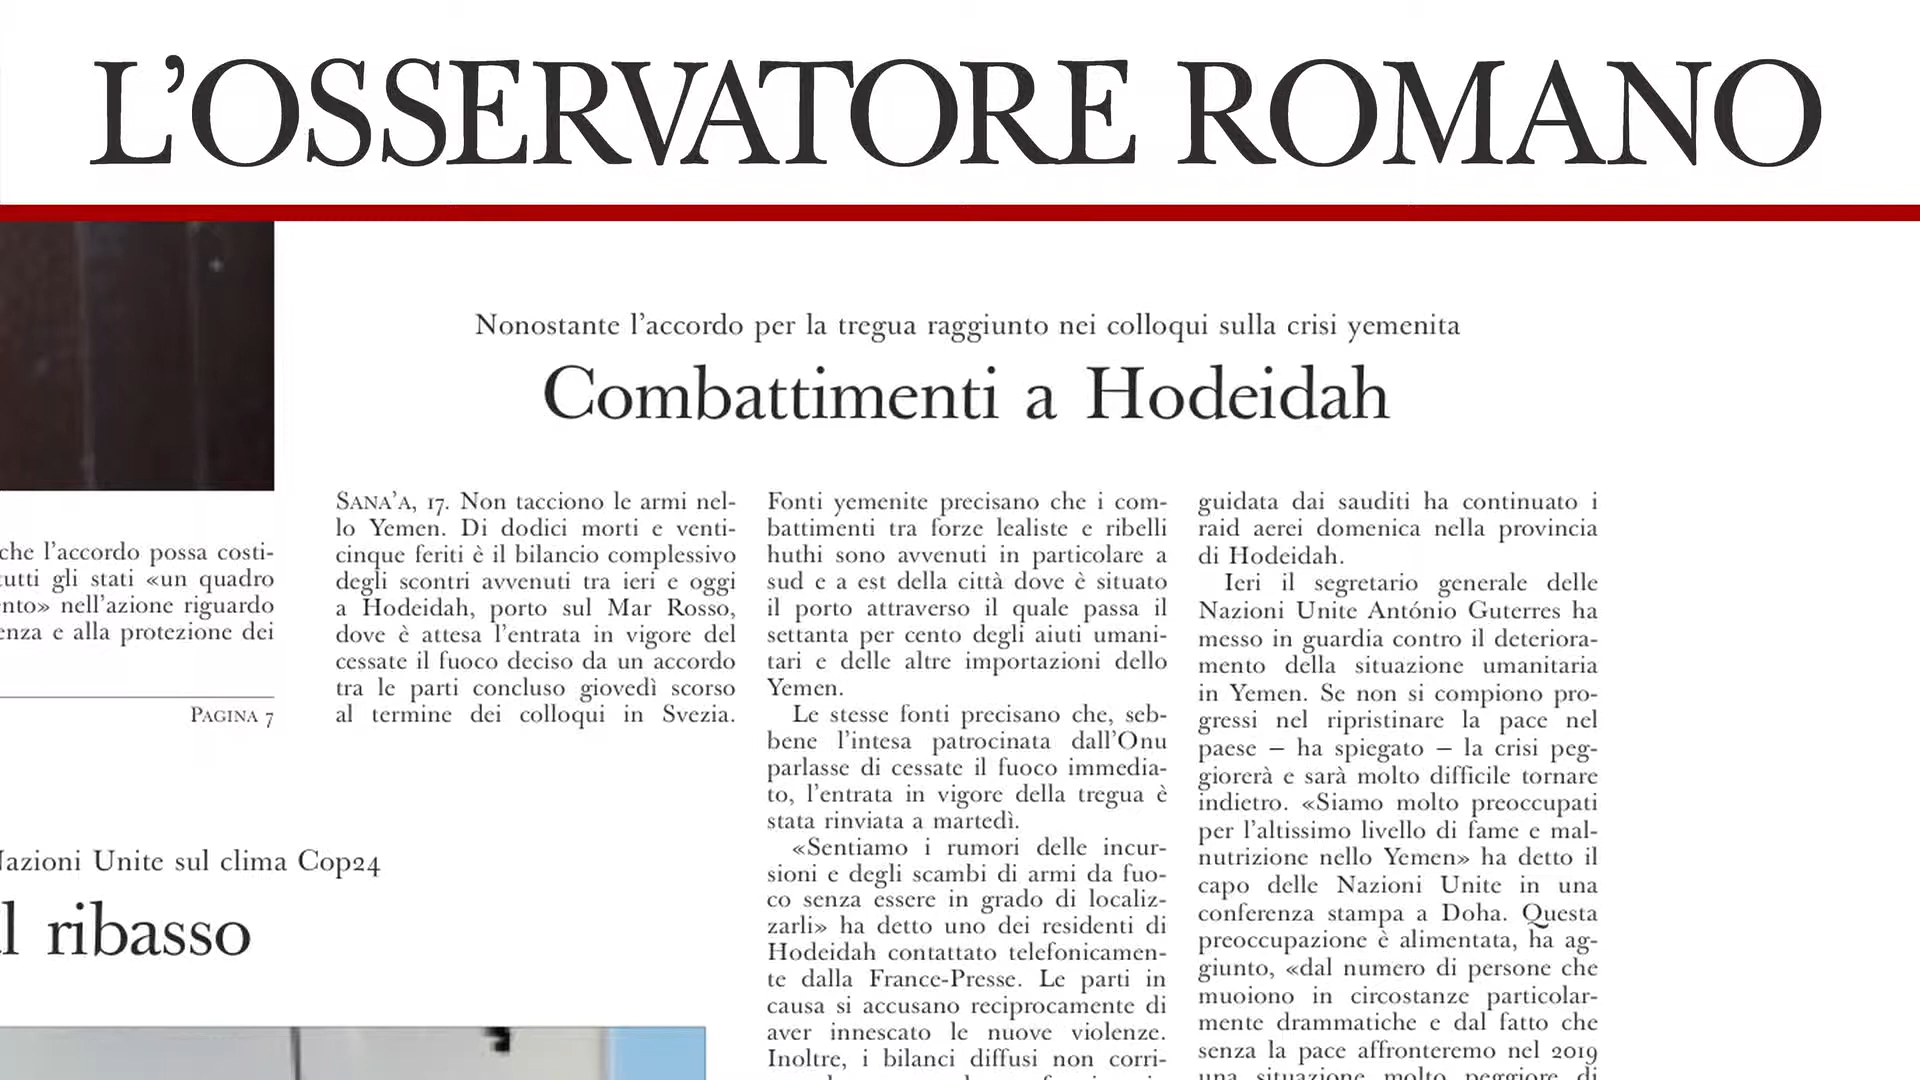 L'OSSERVATORE ROMANO
Nonostante l'accordo per la tregua raggiunto nei colloqui sulla crisi yemenita
Combattimenti a Hodeidah
che l'accordo possa costi-
tutti gli stati «un quadro
nell'azione riguardo
e alla protezione dei
PAGINA 7
Nazioni Unite sul clima Cop24
ribasso
SANA'A, 17. Non tacciono le armi nel-
lo Yemen. Di dodici morti e venti-
cinque feriti è il bilancio complessivo
degli scontri avvenuti tra ieri e oggi
a Hodeidah, porto sul Mar Rosso,
dove è attesa l'entrata in vigore del
cessate il fuoco deciso da un accordo
tra le parti concluso giovedì scorso
al termine dei colloqui in Svezia.
Fonti yemenite precisano che i com-
battimenti tra forze lealiste e ribelli
huthi sono avvenuti in particolare a
sud e a est della città dove è situato
il porto attraverso il quale passa il
settanta per cento degli aiuti umani-
tari e delle altre importazioni dello
Yemen.
Le stesse fonti precisano che, seb-
bene l'intesa patrocinata dall'Onu
parlasse di cessate il fuoco immedia-
to, l'entrata in vigore della tregua è
stata rinviata a martedì.
«Sentiamo i rumori delle incur-
sioni e degli scambi di armi da fuo-
co senza essere in grado di localiz-
zarli» ha detto uno dei residenti di
Hodeidah contattato telefonicamen-
te dalla France-Presse. Le parti in
causa si accusano reciprocamente di
aver innescato le nuove violenze.
Inoltre, i bilanci diffusi non corri-
guidata dai sauditi ha continuato i
raid aerei domenica nella provincia
di Hodeidah.
Ieri il segretario generale delle
Nazioni Unite António Guterres ha
messo in guardia contro il deteriora-
mento della situazione umanitaria
in Yemen. Se non si compiono pro-
gressi nel ripristinare la pace nel
paese – ha spiegato – la crisi peg-
giorerà e sarà molto difficile tornare
indietro. «Siamo molto preoccupati
per l'altissimo livello di fame e mal-
nutrizione nello Yemen» ha detto il
capo delle Nazioni Unite in una
conferenza stampa a Doha. Questa
preoccupazione è alimentata, ha ag-
giunto, «dal numero di persone che
muoiono in circostanze particolar-
mente drammatiche e dal fatto che
senza la pace affronteremo nel 2019
una situazione molto peggiore di